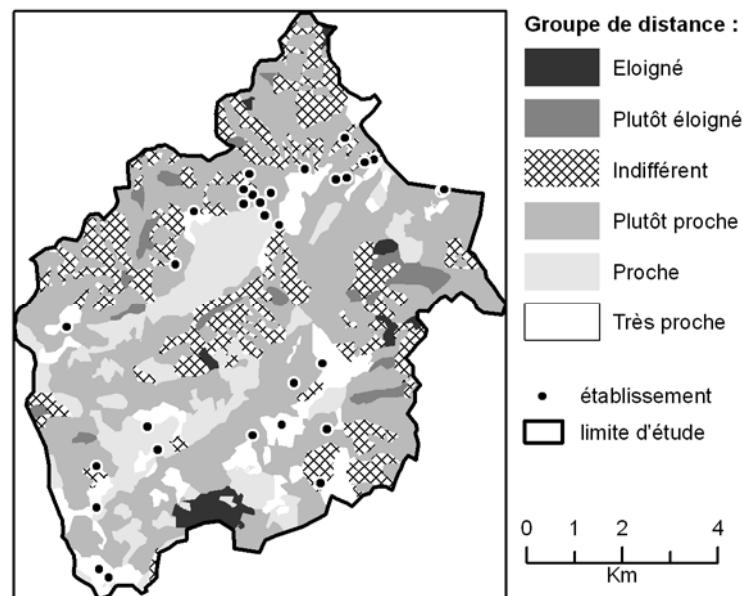 Groupe de distance :
Eloigné
Plutôt éloigné
Indifférent
Plutôt proche
Proche
Très proche
établissement
limite d'étude
0 1 2 4
Km